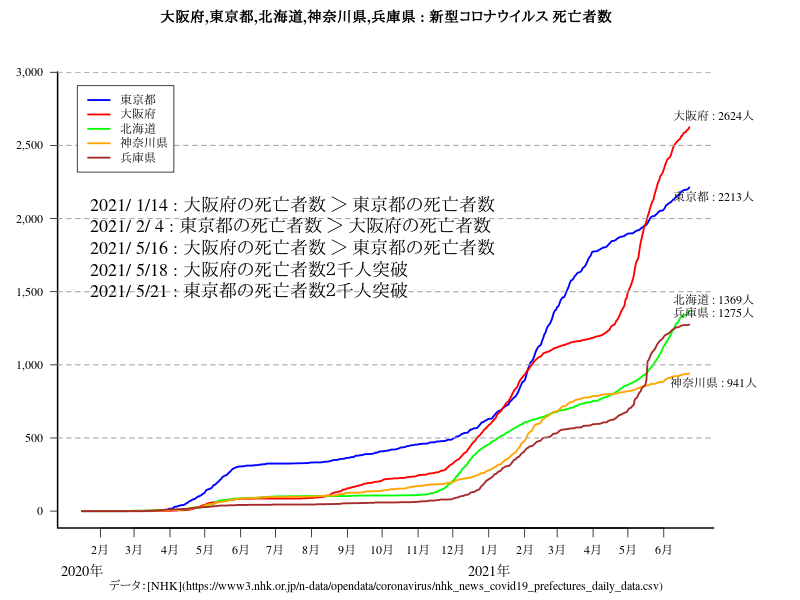 大阪府,東京都,北海道,神奈川県,兵庫県 : 新型コロナウイルス 死亡者数
3,000
2,500
2,000
1,500
1,000
500
0
東京都
大阪府
北海道
神奈川県
兵庫県
2021/ 1/14 : 大阪府の死亡者数 ＞ 東京都の死亡者数
2021/ 2/ 4 : 東京都の死亡者数 ＞ 大阪府の死亡者数
2021/ 5/16 : 大阪府の死亡者数 ＞ 東京都の死亡者数
2021/ 5/18 : 大阪府の死亡者数2千人突破
2021/ 5/21 : 東京都の死亡者数2千人突破
大阪府 : 2624人
東京都 : 2213人
北海道 : 1369人
兵庫県 : 1275人
神奈川県 : 941人
2月 3月 4月 5月 6月 7月 8月 9月 10月 11月 12月 1月 2月 3月 4月 5月 6月
2020年 2021年
データ:[NHK](https://www3.nhk.or.jp/n-data/opendata/coronavirus/nhk_news_covid19_prefectures_daily_data.csv)